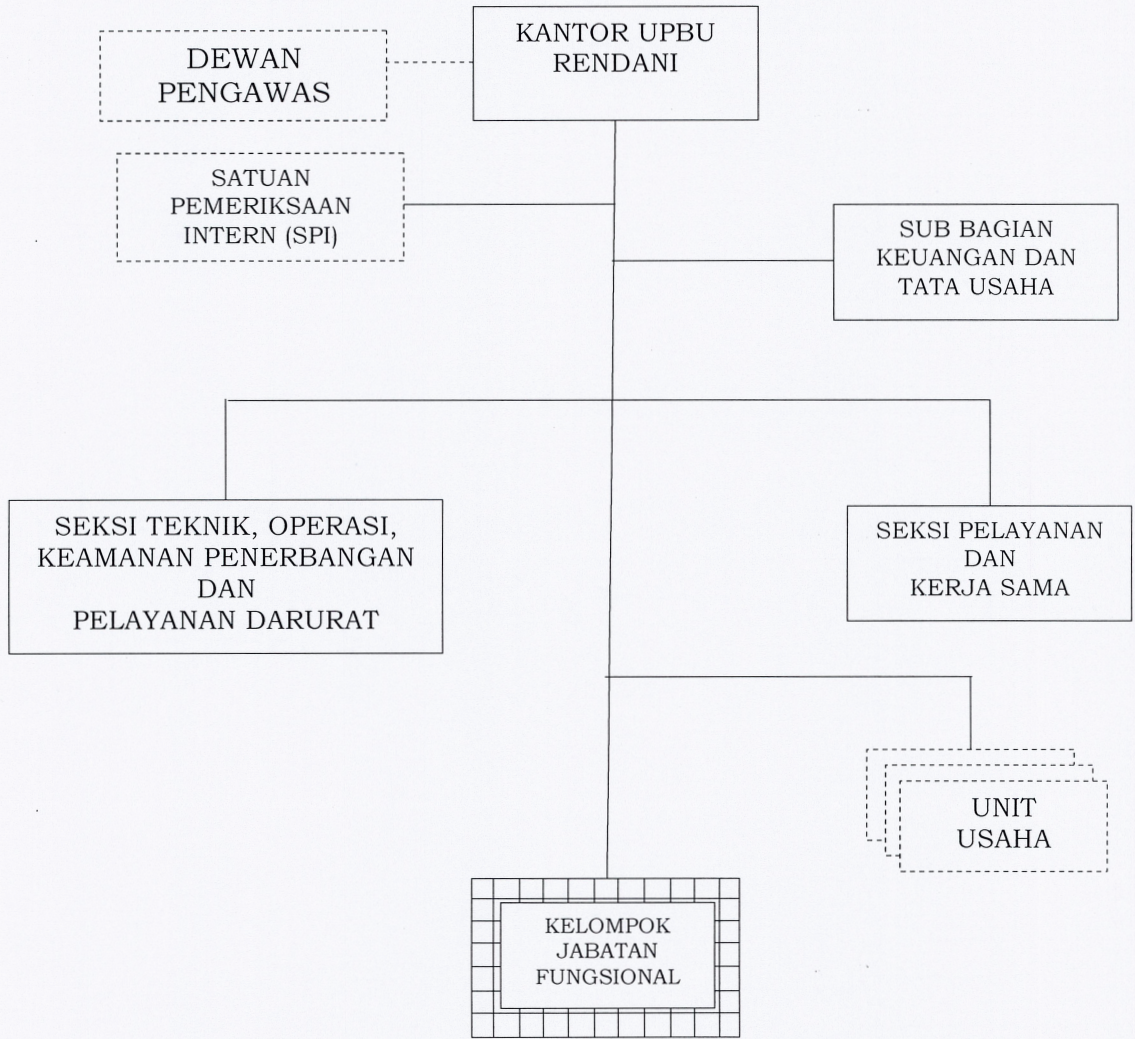 KANTOR UPBU
RENDANI
DEWAN
PENGAWAS
SATUAN
PEMERIKSAAN
INTERN (SPI)
SUB BAGIAN
KEUANGAN DAN
TATA USAHA
SEKSI TEKNIK, OPERASI,
KEAMANAN PENERBANGAN
DAN
PELAYANAN DARURAT
SEKSI PELAYANAN
DAN
KERJA SAMA
UNIT
USAHA
KELOMPOK
JABATAN
FUNGSIONAL